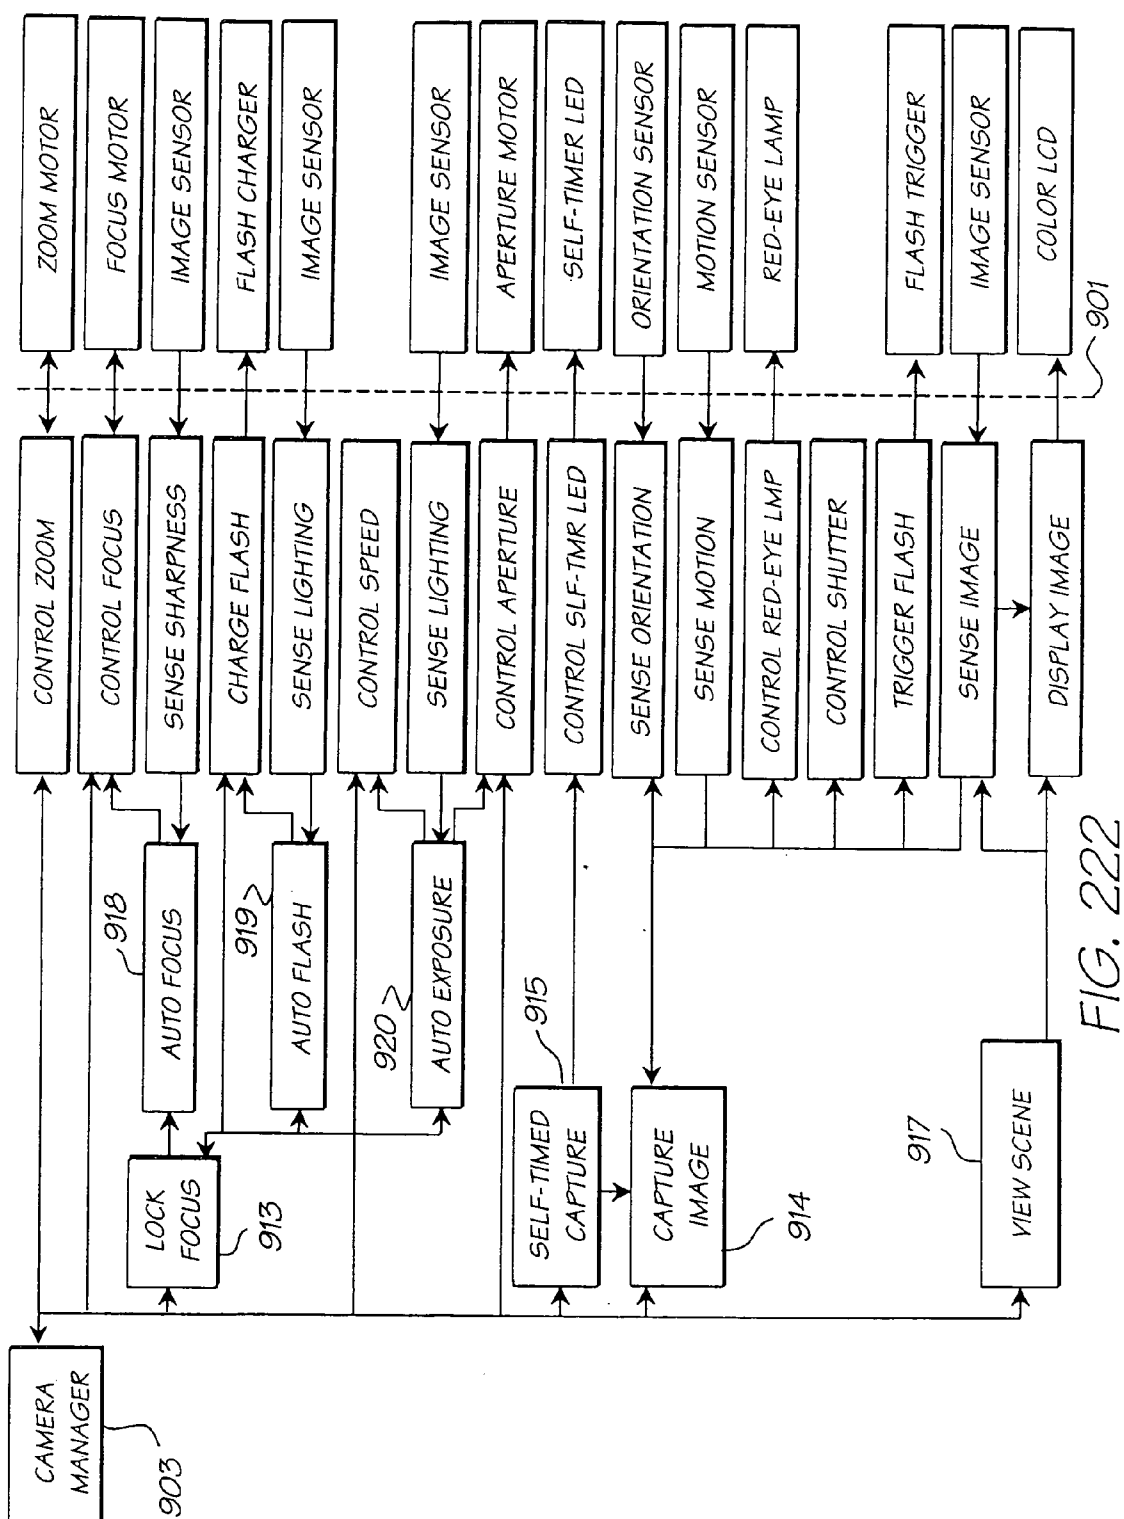 CAMERA
MANAGER
903
LOCK
FOCUS
913
SELF-TIMED
CAPTURE
915
CAPTURE
IMAGE
914
VIEW SCENE
917
AUTO FOCUS
918
AUTO FLASH
919
AUTO EXPOSURE
920
CONTROL ZOOM
CONTROL FOCUS
SENSE SHARPNESS
CHARGE FLASH
SENSE LIGHTING
CONTROL SPEED
SENSE LIGHTING
CONTROL APERTURE
CONTROL SLF-TMR LED
SENSE ORIENTATION
SENSE MOTION
CONTROL RED-EYE LMP
CONTROL SHUTTER
TRIGGER FLASH
SENSE IMAGE
DISPLAY IMAGE
ZOOM MOTOR
FOCUS MOTOR
IMAGE SENSOR
FLASH CHARGER
IMAGE SENSOR
IMAGE SENSOR
APERTURE MOTOR
SELF-TIMER LED
ORIENTATION SENSOR
MOTION SENSOR
RED-EYE LAMP
FLASH TRIGGER
IMAGE SENSOR
COLOR LCD
901
FIG. 222